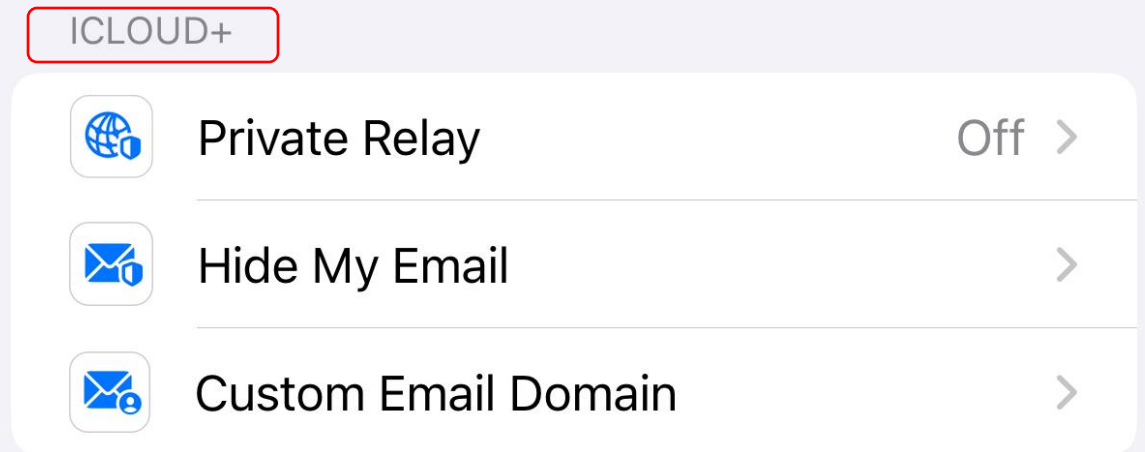 ICLOUD+
Private Relay Off
Hide My Email
Custom Email Domain